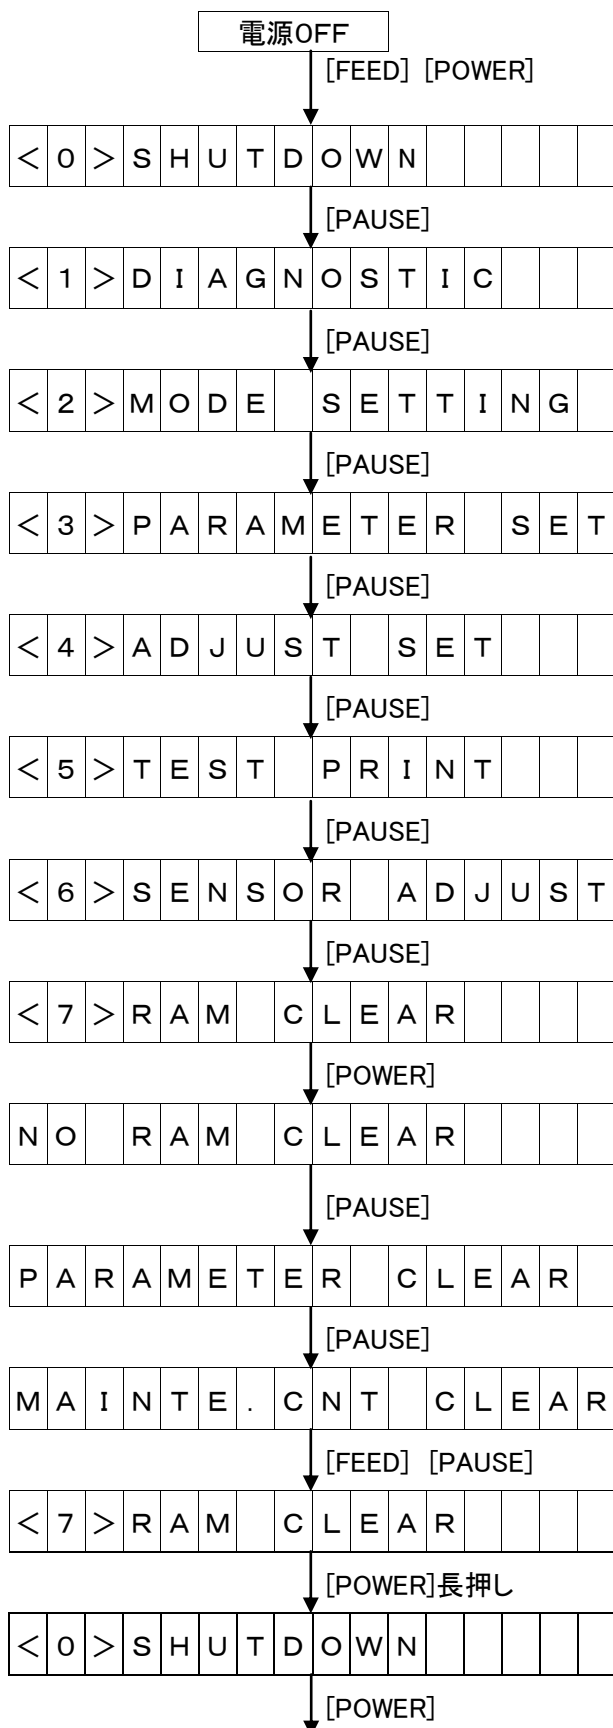 電源OFF
[FEED] [POWER]
<0>SHUTDOWN
[PAUSE]
<1>DIAGNOSTIC
[PAUSE]
<2>MODE SETTING
[PAUSE]
<3>PARAMETER SET
[PAUSE]
<4>ADJUST SET
[PAUSE]
<5>TEST PRINT
[PAUSE]
<6>SENSOR ADJUST
[PAUSE]
<7>RAM CLEAR
[POWER]
NO RAM CLEAR
[PAUSE]
PARAMETER CLEAR
[PAUSE]
MAINTE.CNT CLEAR
[FEED] [PAUSE]
<7>RAM CLEAR
[POWER]長押し
<0>SHUTDOWN
[POWER]